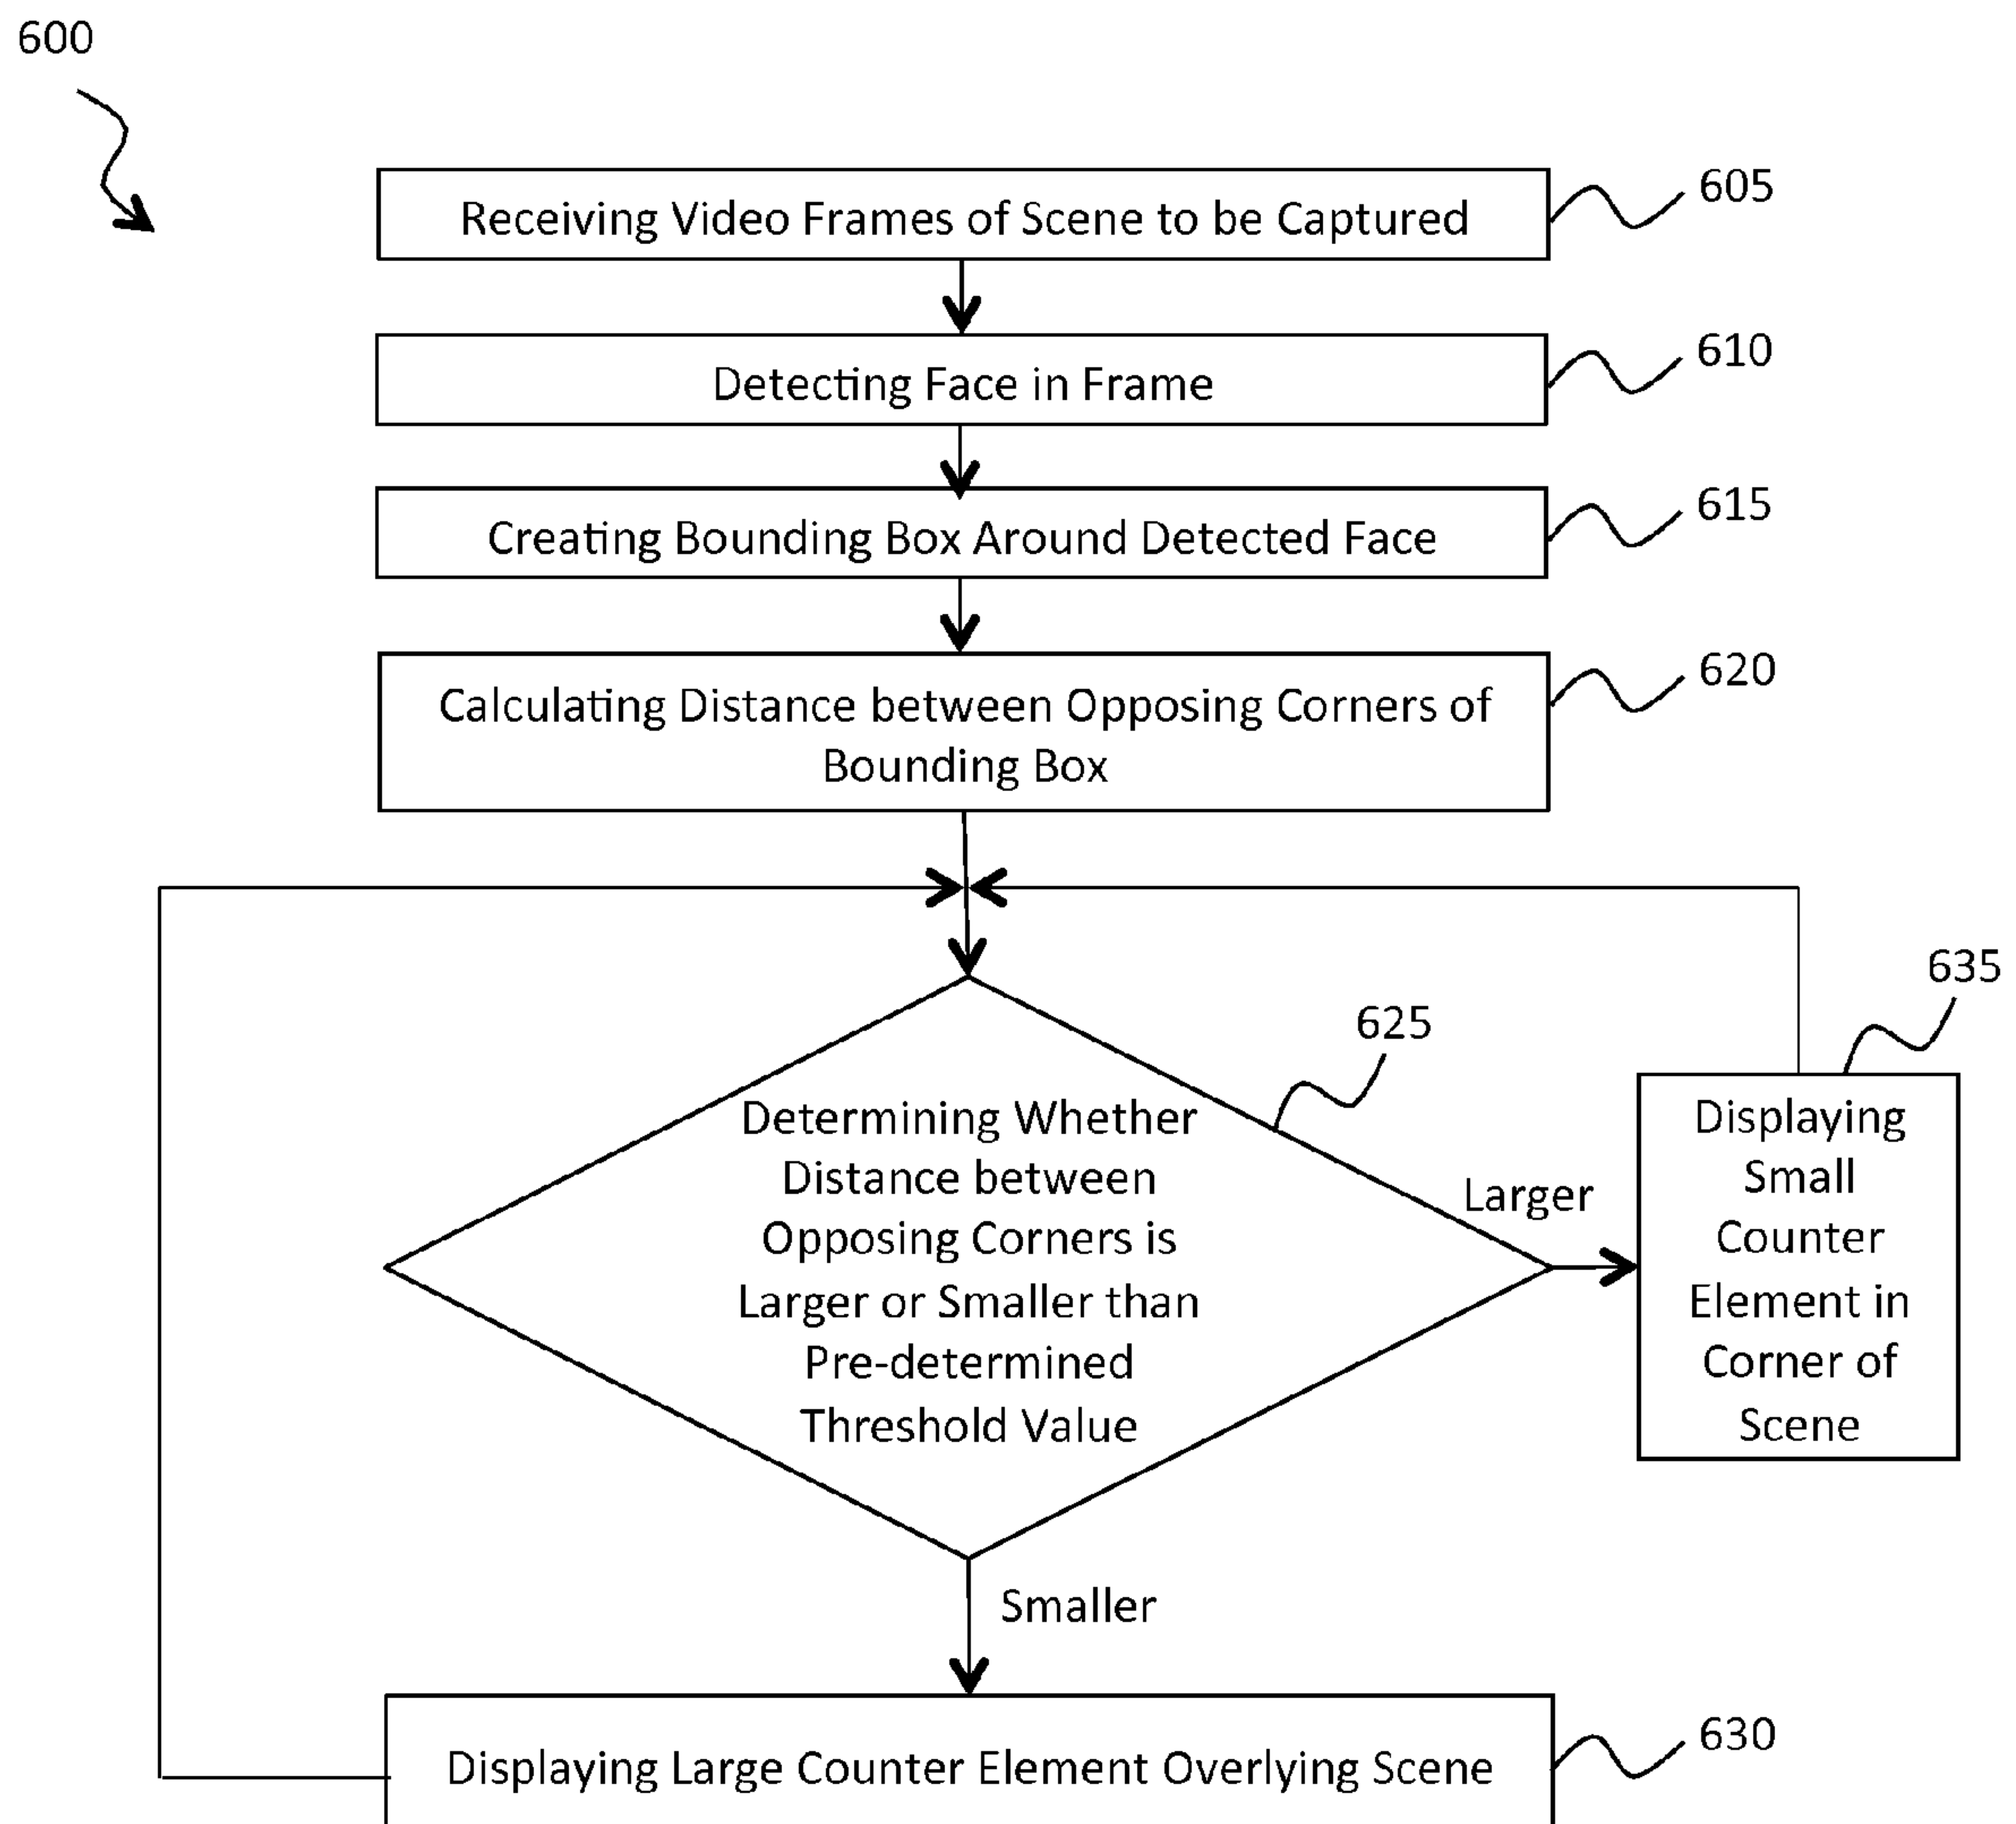 600
Receiving Video Frames of Scene to be Captured
605
Detecting Face in Frame
610
Creating Bounding Box Around Detected Face
615
Calculating Distance between Opposing Corners of
Bounding Box
620
Determining Whether
Distance between
Opposing Corners is
Larger or Smaller than
Pre-determined
Threshold Value
625
Larger
Displaying
Small
Counter
Element in
Corner of
Scene
635
Smaller
Displaying Large Counter Element Overlying Scene
630